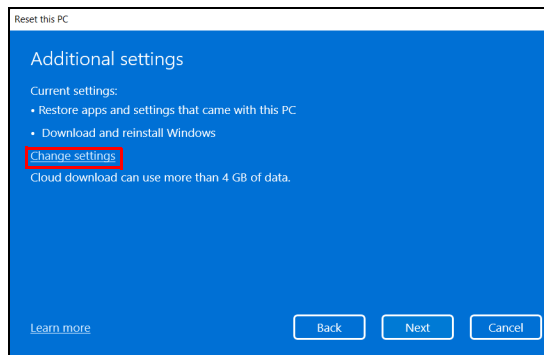 Reset this PC
Additional settings
Current settings:
• Restore apps and settings that came with this PC
• Download and reinstall Windows
Change settings
Cloud download can use more than 4 GB of data.
Learn more
Back
Next
Cancel